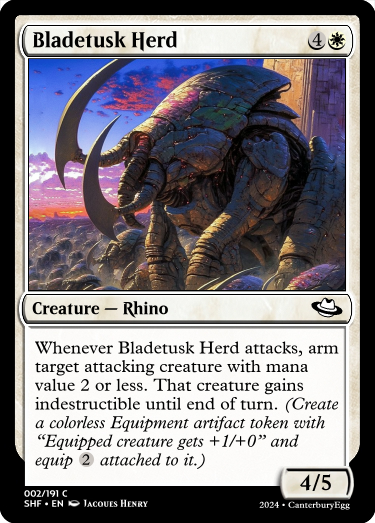 Bladetusk Herd 4
Creature — Rhino
Whenever Bladetusk Herd attacks, arm
target attacking creature with mana
value 2 or less. That creature gains
indestructible until end of turn. (Create
a colorless Equipment artifact token with
“Equipped creature gets +1/+0” and
equip 2 attached to it.)
4/5
002/191 C
SHF • EN Jacques Henry
2024 • CanterburyEgg